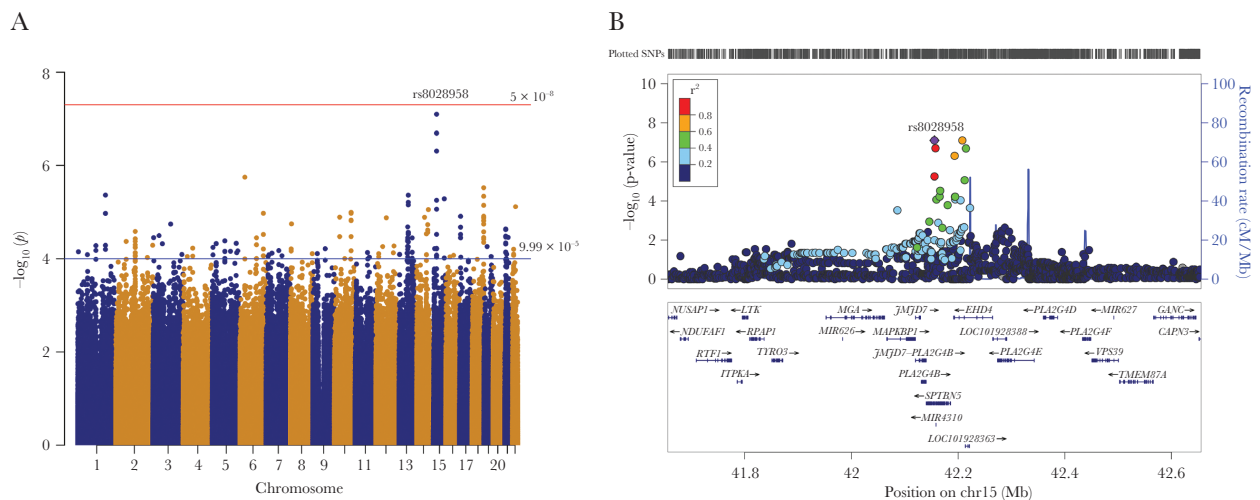 A
8
6
4
2
0
–log10 (p)
rs8028958
5 × 10–8
9.99 × 10–5
1 2 3 4 5 6 7 8 9 11 13 15 17 20
Chromosome
B
Plotted SNPs
10
8
6
4
2
0
–log10 (p-value)
r2
0.8
0.6
0.4
0.2
rs8028958
100
80
60
40
20
0
Recombination rate (cM/Mb)
NUSAP1→ ←LTK MGA→ JMJD7→ ←EHD4 ←PLA2G4D ←MIR627 GANC→
←NDUFAF1 ←RPAP1 MIR626→ MAPKBP1→ LOC101928388→ ←PLA2G4F CAPN3→
RTF1→ TYRO3→ JMJD7–PLA2G4B→ ←PLA2G4E ←VPS39
ITPKA→ PLA2G4B→ ←TMEM87A
←SPTBN5
←MIR4310
LOC101928363→
41.8 42 42.2 42.4 42.6
Position on chr15 (Mb)